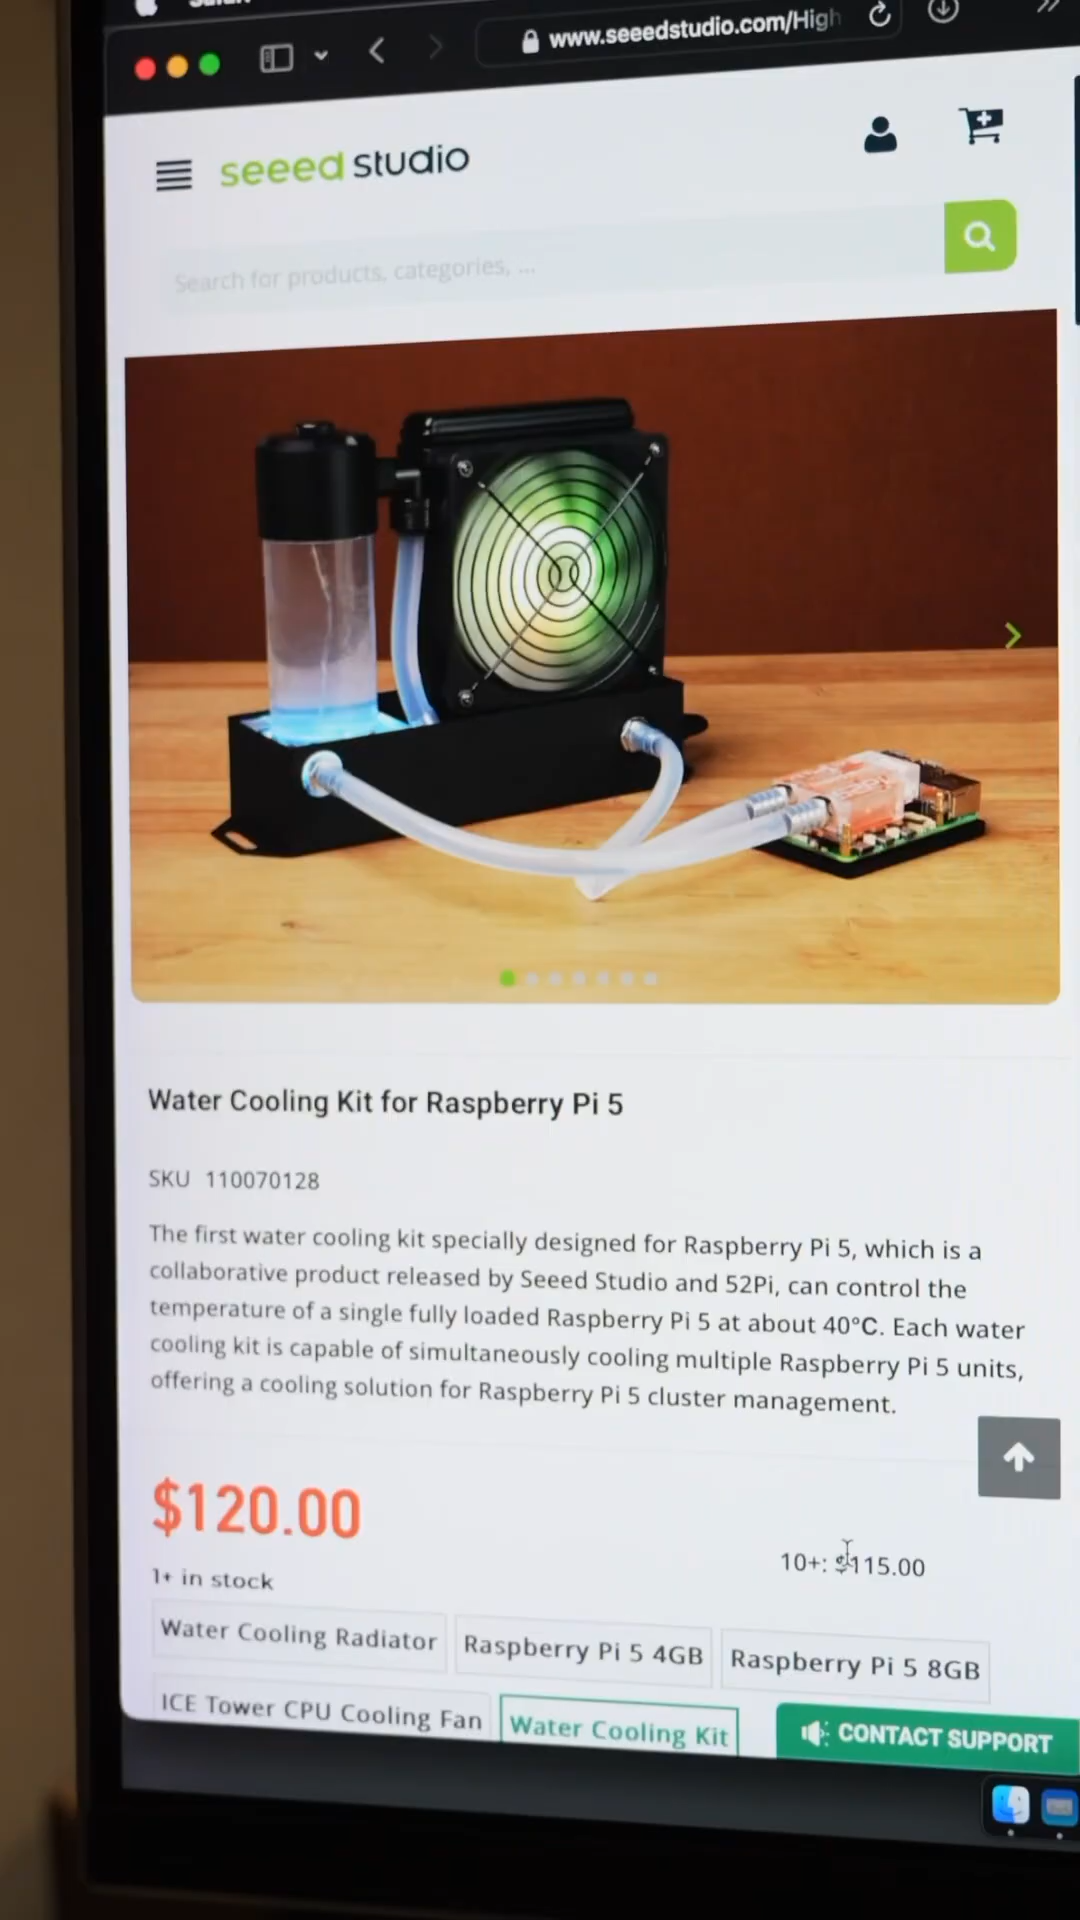 www.seeedstudio.com/High
seeed studio
Search for products, categories, ...
Water Cooling Kit for Raspberry Pi 5
SKU 110070128
The first water cooling kit specially designed for Raspberry Pi 5, which is a
collaborative product released by Seeed Studio and 52Pi, can control the
temperature of a single fully loaded Raspberry Pi 5 at about 40°C. Each water
cooling kit is capable of simultaneously cooling multiple Raspberry Pi 5 units,
offering a cooling solution for Raspberry Pi 5 cluster management.
$120.00
10+: $115.00
1+ in stock
Water Cooling Radiator
Raspberry Pi 5 4GB
Raspberry Pi 5 8GB
ICE Tower CPU Cooling Fan
Water Cooling Kit
CONTACT SUPPORT